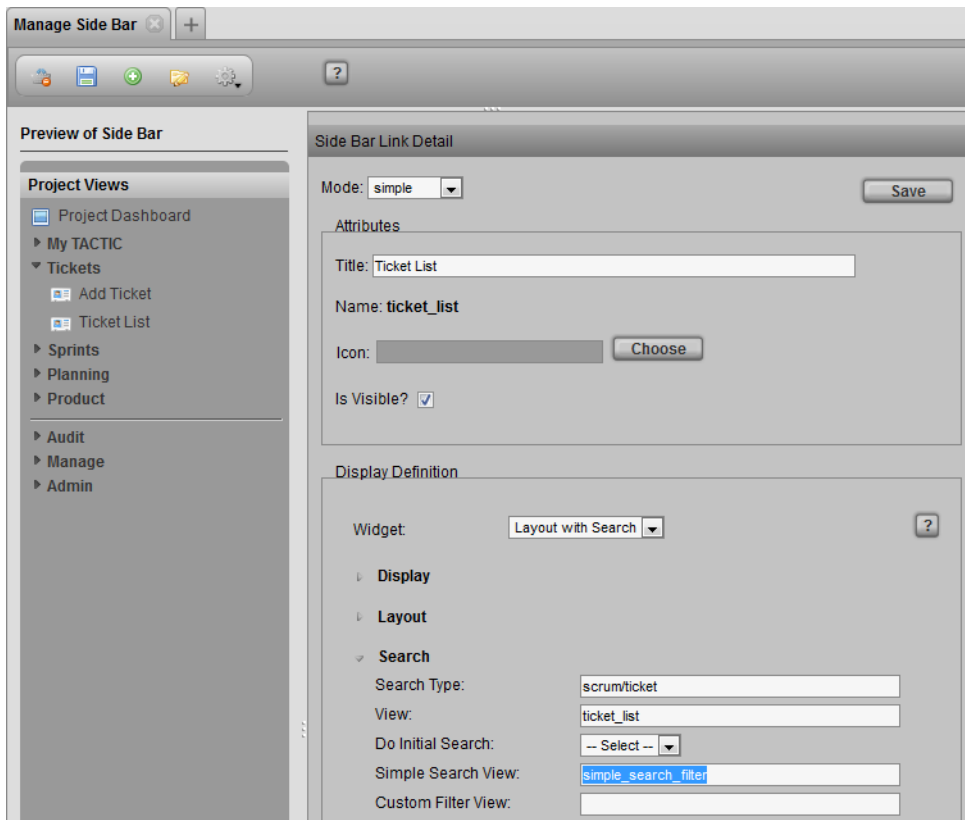 Manage Side Bar
?
Preview of Side Bar
Project Views
Project Dashboard
My TACTIC
Tickets
Add Ticket
Ticket List
Sprints
Planning
Product
Audit
Manage
Admin
Side Bar Link Detail
Mode: simple
Save
Attributes
Title: Ticket List
Name: ticket_list
Icon:
Choose
Is Visible?
Display Definition
Widget: Layout with Search
?
Display
Layout
Search
Search Type: scrum/ticket
View: ticket_list
Do Initial Search: -- Select --
Simple Search View: simple_search_filter
Custom Filter View: